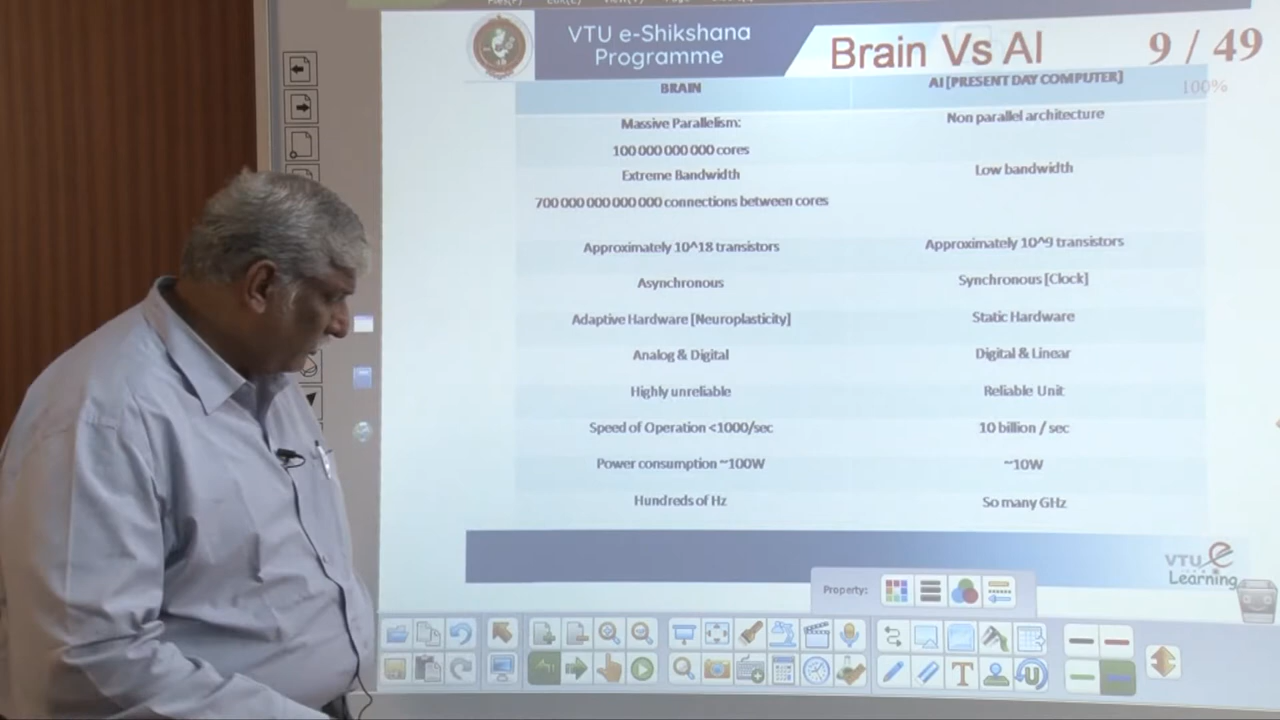 VTU e-Shikshana
Programme
Brain Vs AI
9 / 49
100%
BRAIN
AI [PRESENT DAY COMPUTER]
Massive Parallelism:
100 000 000 000 cores
Non parallel architecture
Extreme Bandwidth
700 000 000 000 000 connections between cores
Low bandwidth
Approximately 10^18 transistors
Approximately 10^9 transistors
Asynchronous
Synchronous [Clock]
Adaptive Hardware [Neuroplasticity]
Static Hardware
Analog & Digital
Digital & Linear
Highly unreliable
Reliable Unit
Speed of Operation <1000/sec
10 billion / sec
Power consumption ~100W
~10W
Hundreds of Hz
So many GHz
VTU e
Learning
Property:
T